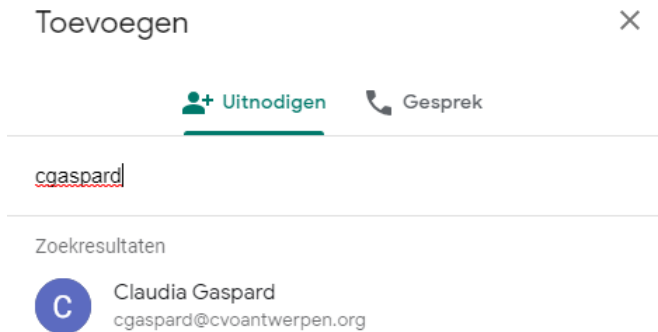 Toevoegen
Uitnodigen Gesprek
cgaspard
Zoekresultaten
C
Claudia Gaspard
cgaspard@cvoantwerpen.org